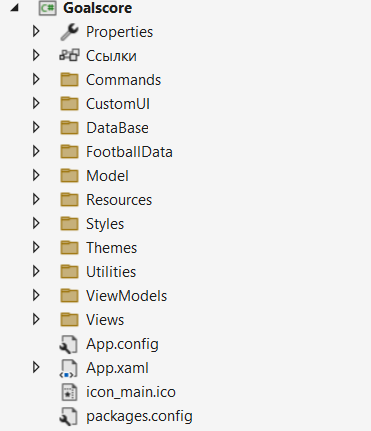 Goalscore
Properties
Ссылки
Commands
CustomUI
DataBase
FootballData
Model
Resources
Styles
Themes
Utilities
ViewModels
Views
App.config
App.xaml
icon_main.ico
packages.config